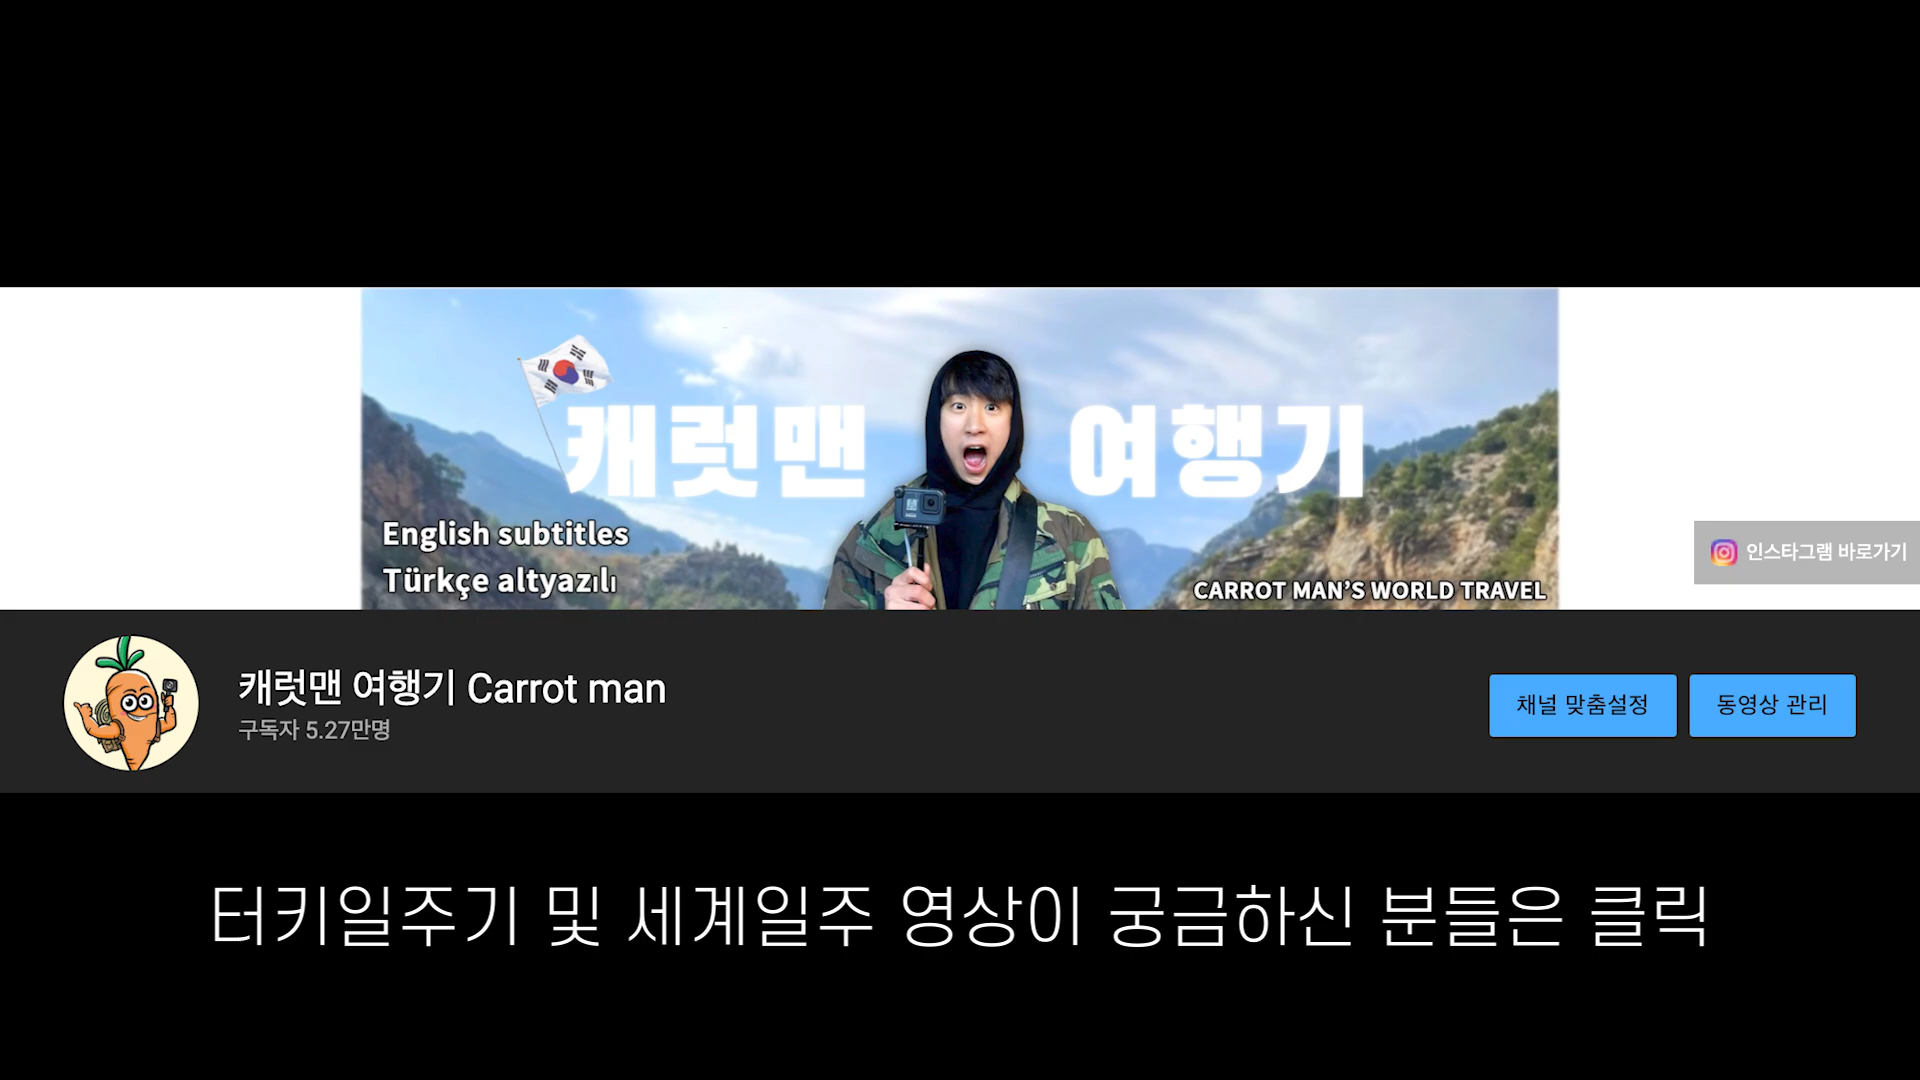 캐럿맨 여행기
English subtitles
Türkçe altyazılı
CARROT MAN'S WORLD TRAVEL
인스타그램 바로가기
캐럿맨 여행기 Carrot man
구독자 5.27만명
채널 맞춤설정
동영상 관리
터키일주기 및 세계일주 영상이 궁금하신 분들은 클릭